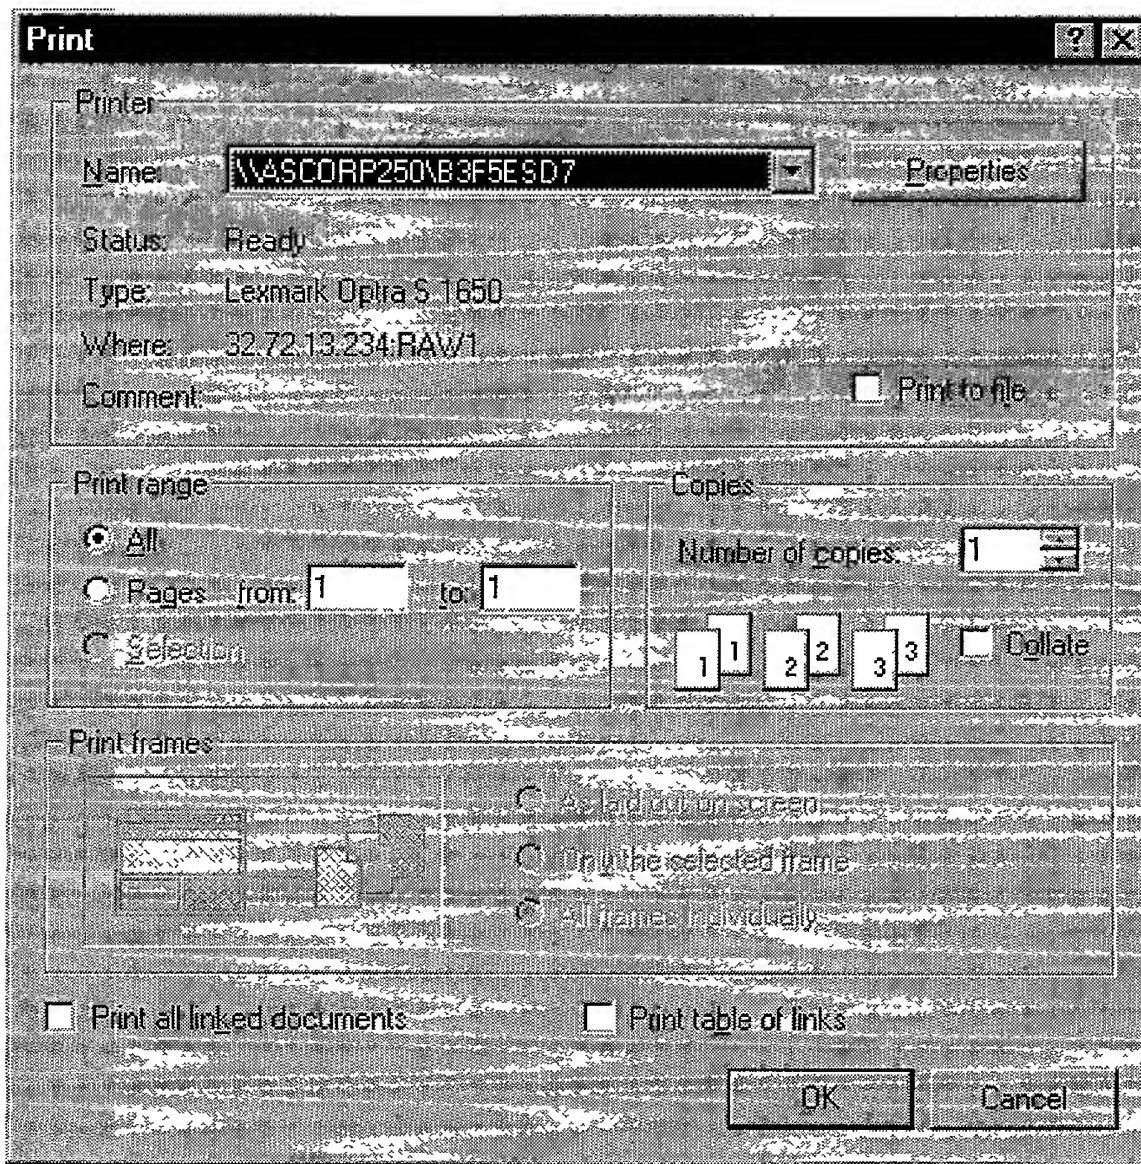 Print
Printer
Name: \\ASCORP250\B3F5ESD7 Properties
Status: Ready
Type: Lexmark Optra S 1650
Where: 32.72.13.234:RAW1
Comment: Print to file
Print range
All
Pages from: 1 to: 1
Selection
Copies
Number of copies: 1
1 1 2 2 3 3 Collate
Print frames
As laid out on screen
Only the selected frame
All frames individually
Print all linked documents Print table of links
OK Cancel